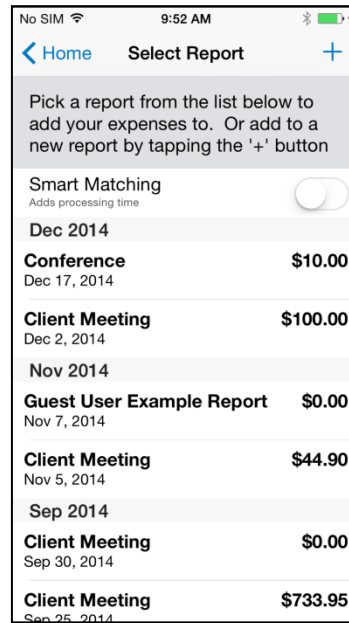 No SIM 9:52 AM
Home Select Report +
Pick a report from the list below to
add your expenses to. Or add to a
new report by tapping the '+' button
Smart Matching
Adds processing time
Dec 2014
Conference $10.00
Dec 17, 2014
Client Meeting $100.00
Dec 2, 2014
Nov 2014
Guest User Example Report $0.00
Nov 7, 2014
Client Meeting $44.90
Nov 5, 2014
Sep 2014
Client Meeting $0.00
Sep 30, 2014
Client Meeting $733.95
Sep 25, 2014